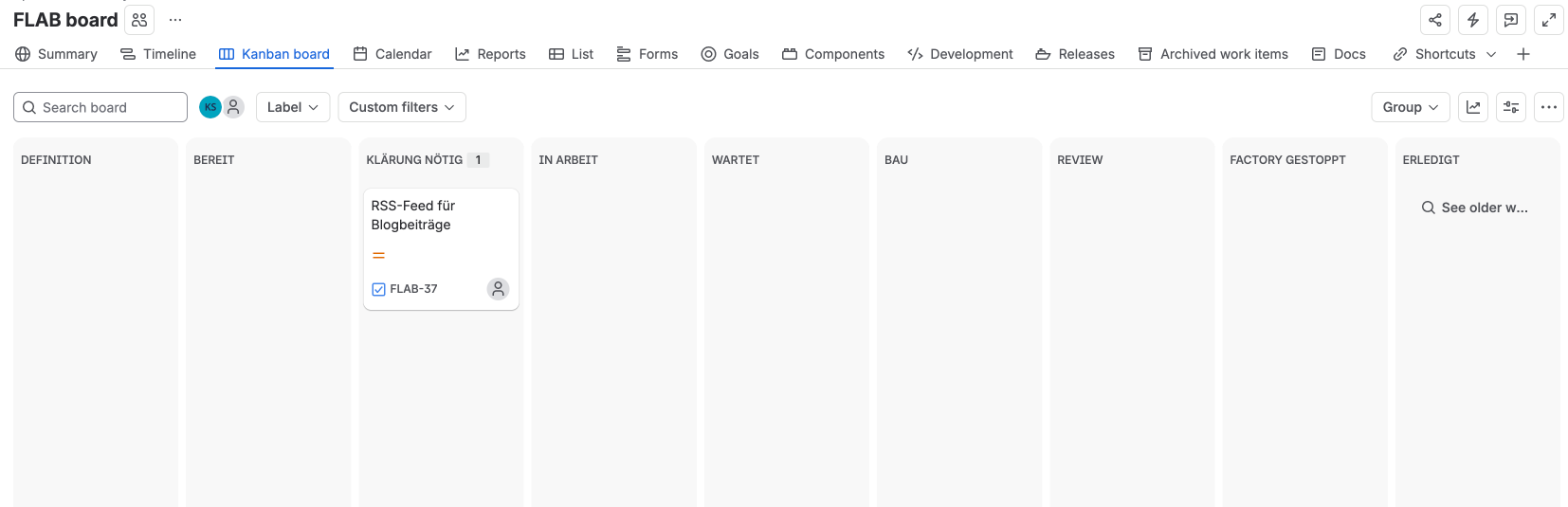 FLAB board
Summary
Timeline
Kanban board
Calendar
Reports
List
Forms
Goals
Components
Development
Releases
Archived work items
Docs
Shortcuts
Search board
KS
Label
Custom filters
Group
DEFINITION
BEREIT
KLÄRUNG NÖTIG 1
IN ARBEIT
WARTET
BAU
REVIEW
FACTORY GESTOPPT
ERLEDIGT
RSS-Feed für
Blogbeiträge
FLAB-37
See older w...